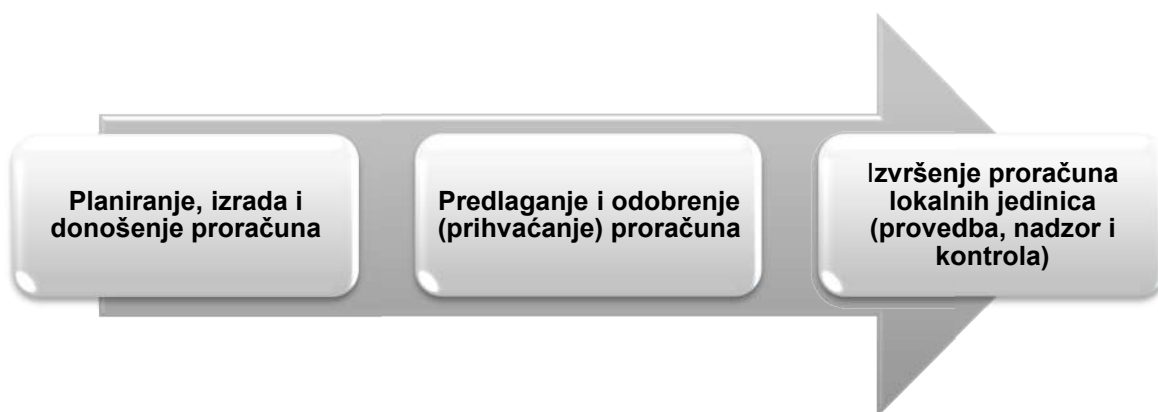 Planiranje, izrada i
donošenje proračuna
Predlaganje i odobrenje
(prihvaćanje) proračuna
Izvršenje proračuna
lokalnih jedinica
(provedba, nadzor i
kontrola)